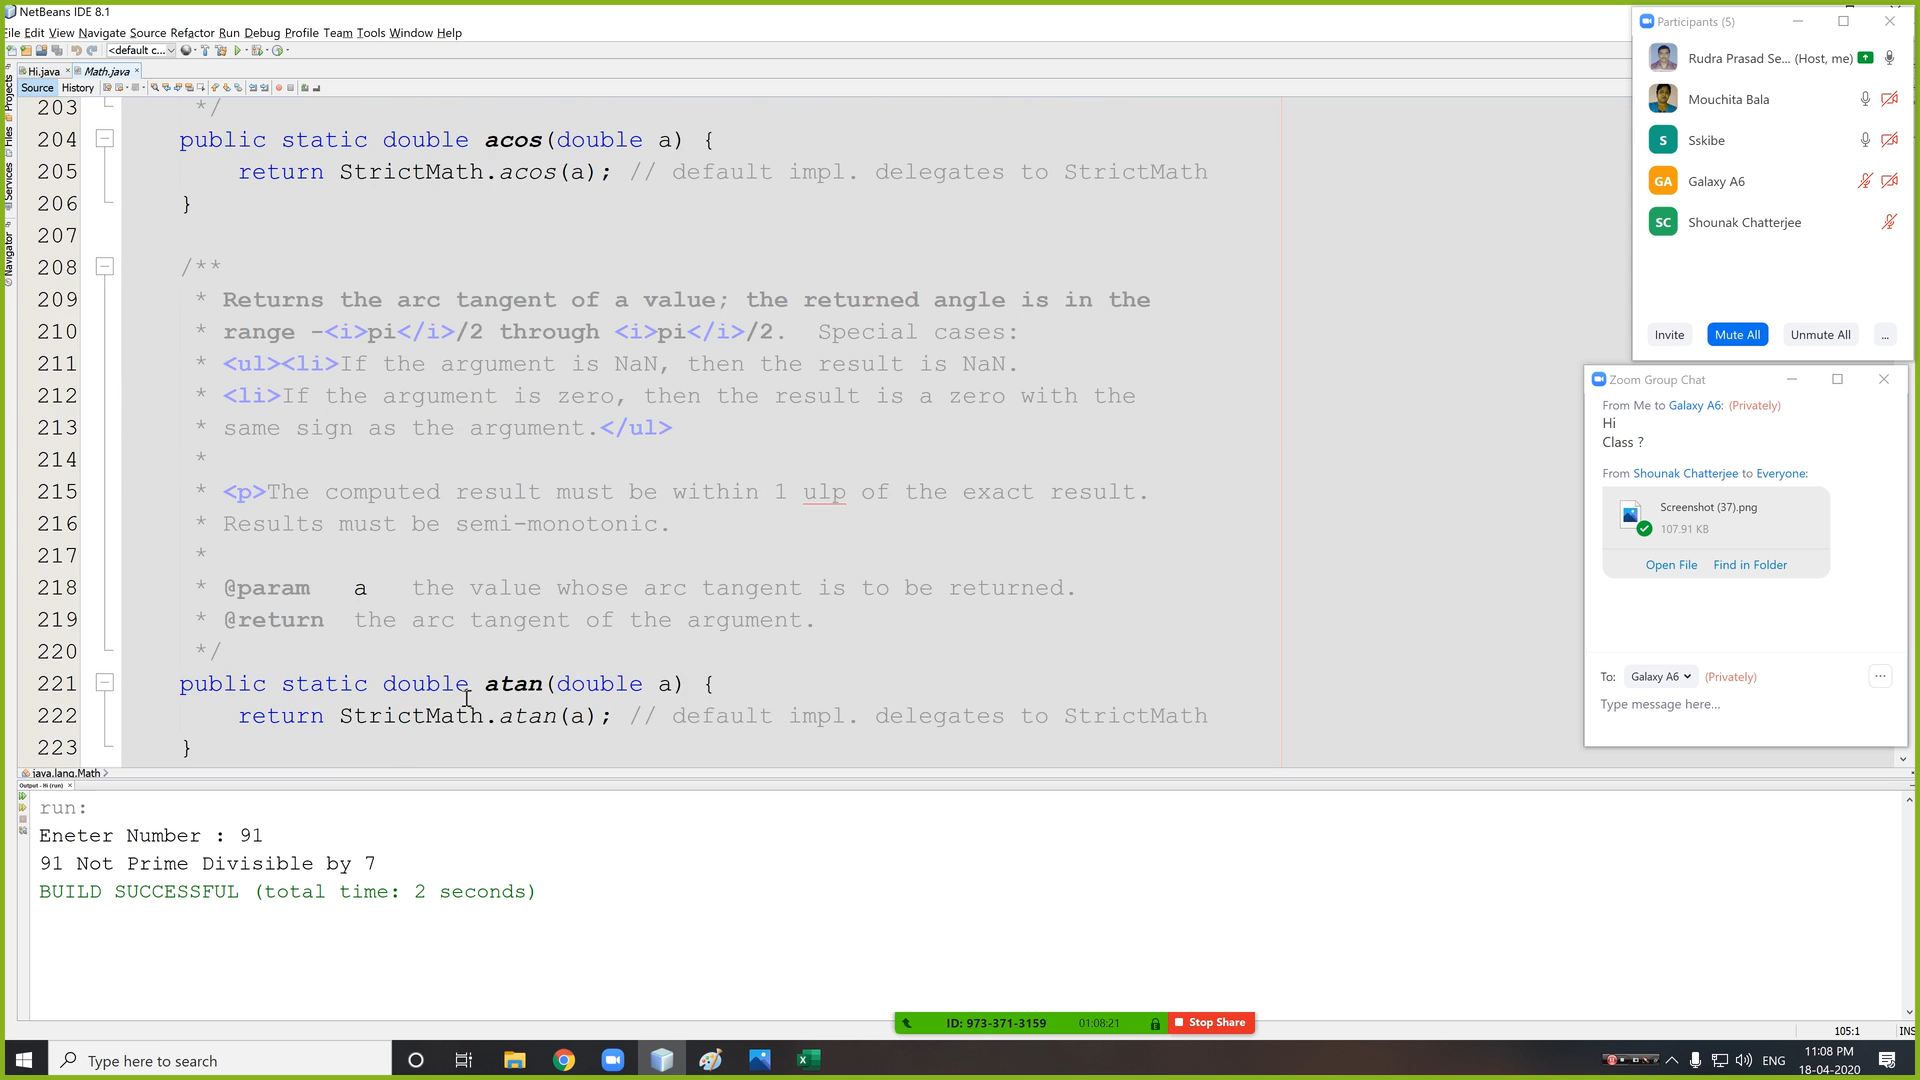 NetBeans IDE 8.1
File Edit View Navigate Source Refactor Run Debug Profile Team Tools Window Help
<default c...
Hi.java
Math.java
Source History
Projects
Files
Services
Navigator
203 */
204 public static double acos(double a) {
205 return StrictMath.acos(a); // default impl. delegates to StrictMath
206 }
207
208 /**
209 * Returns the arc tangent of a value; the returned angle is in the
210 * range -<i>pi</i>/2 through <i>pi</i>/2. Special cases:
211 * <ul><li>If the argument is NaN, then the result is NaN.
212 * <li>If the argument is zero, then the result is a zero with the
213 * same sign as the argument.</ul>
214 *
215 * <p>The computed result must be within 1 ulp of the exact result.
216 * Results must be semi-monotonic.
217 *
218 * @param a the value whose arc tangent is to be returned.
219 * @return the arc tangent of the argument.
220 */
221 public static double atan(double a) {
222 return StrictMath.atan(a); // default impl. delegates to StrictMath
223 }
java.lang.Math
Output - Hi (run)
run:
Eneter Number : 91
91 Not Prime Divisible by 7
BUILD SUCCESSFUL (total time: 2 seconds)
Participants (5)
Rudra Prasad Se... (Host, me)
Mouchita Bala
S Sskibe
GA Galaxy A6
SC Shounak Chatterjee
Invite Mute All Unmute All ...
Zoom Group Chat
From Me to Galaxy A6: (Privately)
Hi
Class ?
From Shounak Chatterjee to Everyone:
Screenshot (37).png
107.91 KB
Open File Find in Folder
To: Galaxy A6 (Privately)
Type message here...
ID: 973-371-3159 01:08:21 Stop Share
105:1 INS
Type here to search
ENG
11:08 PM
18-04-2020